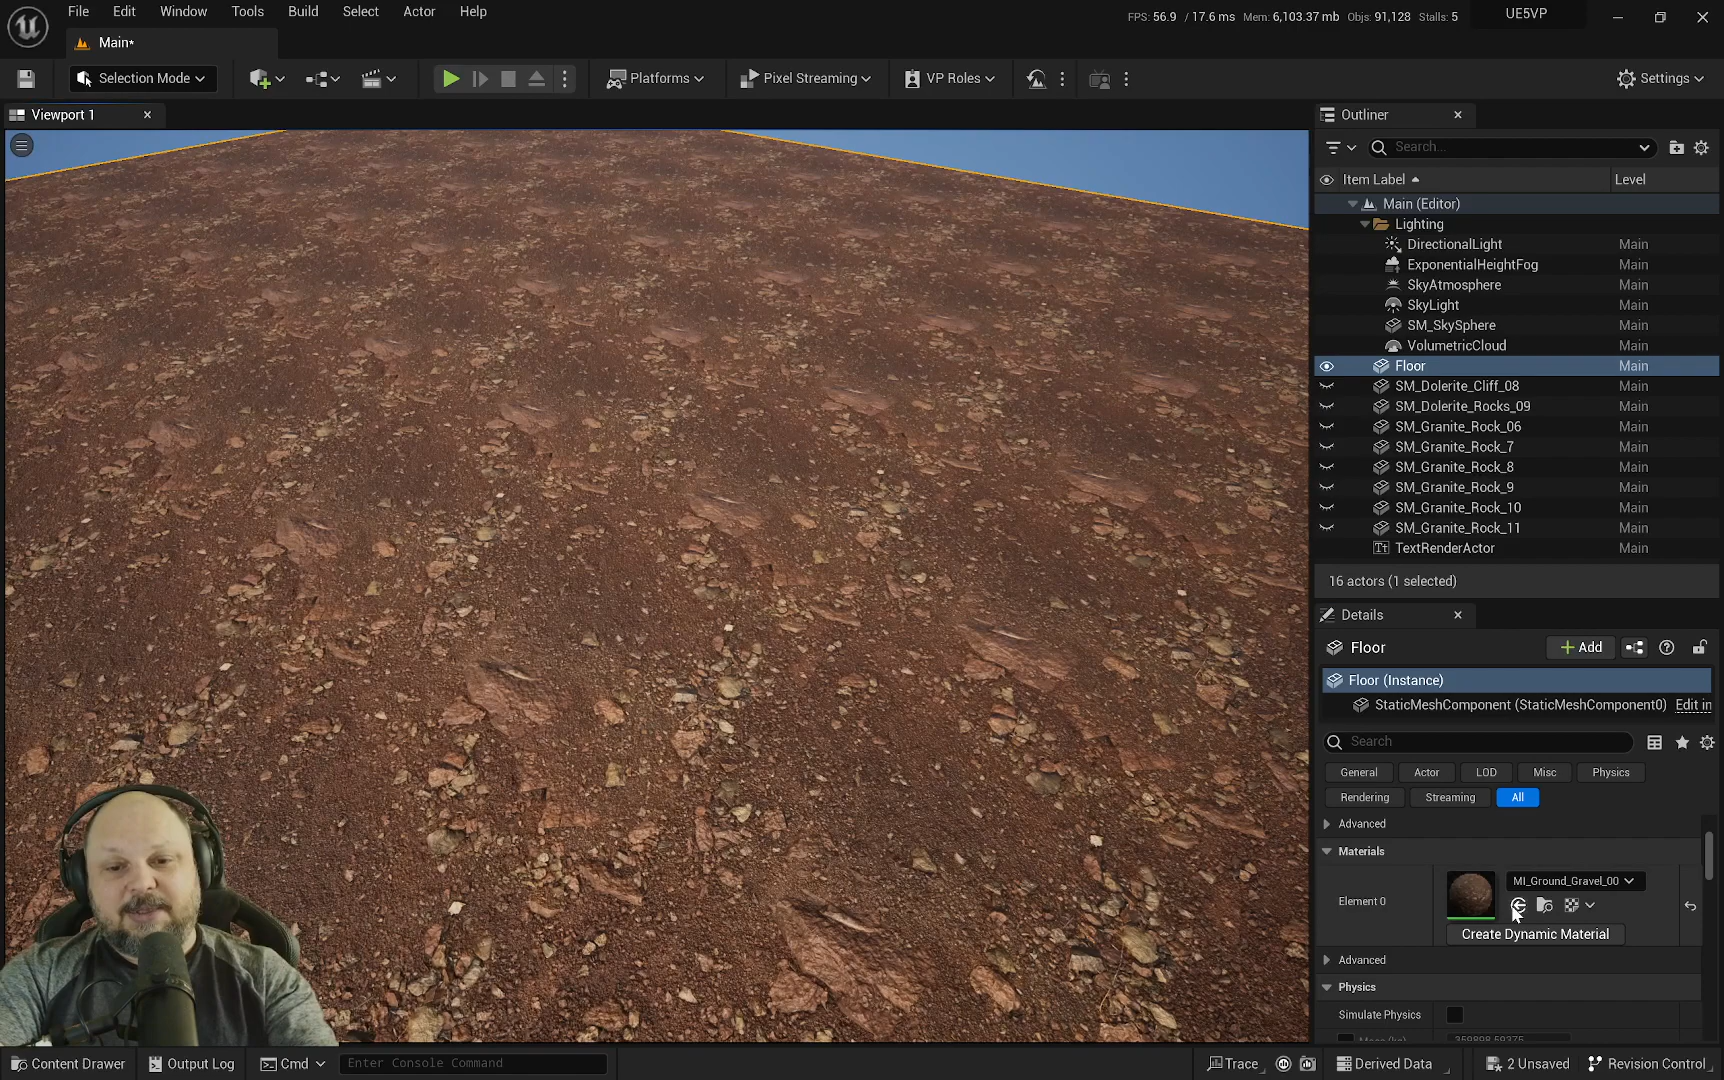 File Edit Window Tools Build Select Actor Help
FPS: 56.9 / 17.6 ms Mem: 6,103.37 mb Objs: 91,128 Stalls: 5
UE5VP
Main*
Selection Mode
Platforms
Pixel Streaming
VP Roles
Settings
Viewport 1
Outliner
Search...
Item Label Level
Main (Editor)
Lighting
DirectionalLight Main
ExponentialHeightFog Main
SkyAtmosphere Main
SkyLight Main
SM_SkySphere Main
VolumetricCloud Main
Floor Main
SM_Dolerite_Cliff_08 Main
SM_Dolerite_Rocks_09 Main
SM_Granite_Rock_06 Main
SM_Granite_Rock_7 Main
SM_Granite_Rock_8 Main
SM_Granite_Rock_9 Main
SM_Granite_Rock_10 Main
SM_Granite_Rock_11 Main
Tt TextRenderActor Main
16 actors (1 selected)
Details
Floor
Add
Floor (Instance)
StaticMeshComponent (StaticMeshComponent0) Edit in
Search
General Actor LOD Misc Physics
Rendering Streaming All
Advanced
Materials
Element 0
MI_Ground_Gravel_00
Create Dynamic Material
Advanced
Physics
Simulate Physics
Content Drawer
Output Log
Cmd
Enter Console Command
Trace
Derived Data
2 Unsaved
Revision Control